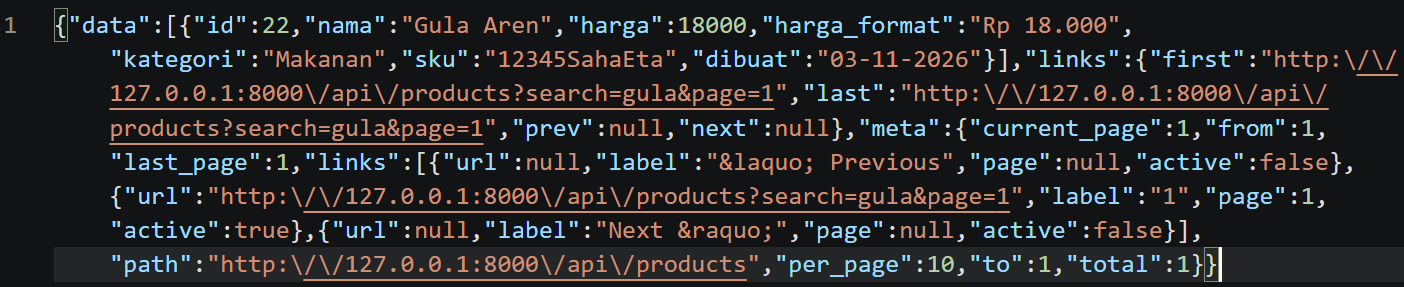 1 {"data":[{"id":22,"nama":"Gula Aren","harga":18000,"harga_format":"Rp 18.000",
"kategori":"Makanan","sku":"12345SahaEta","dibuat":"03-11-2026"}],"links":{"first":"http:\/\/
127.0.0.1:8000\/api\/products?search=gula&page=1","last":"http:\/\/127.0.0.1:8000\/api\/
products?search=gula&page=1","prev":null,"next":null},"meta":{"current_page":1,"from":1,
"last_page":1,"links":[{"url":null,"label":"&laquo; Previous","page":null,"active":false},
{"url":"http:\/\/127.0.0.1:8000\/api\/products?search=gula&page=1","label":"1","page":1,
"active":true},{"url":null,"label":"Next &raquo;","page":null,"active":false}],
"path":"http:\/\/127.0.0.1:8000\/api\/products","per_page":10,"to":1,"total":1}}